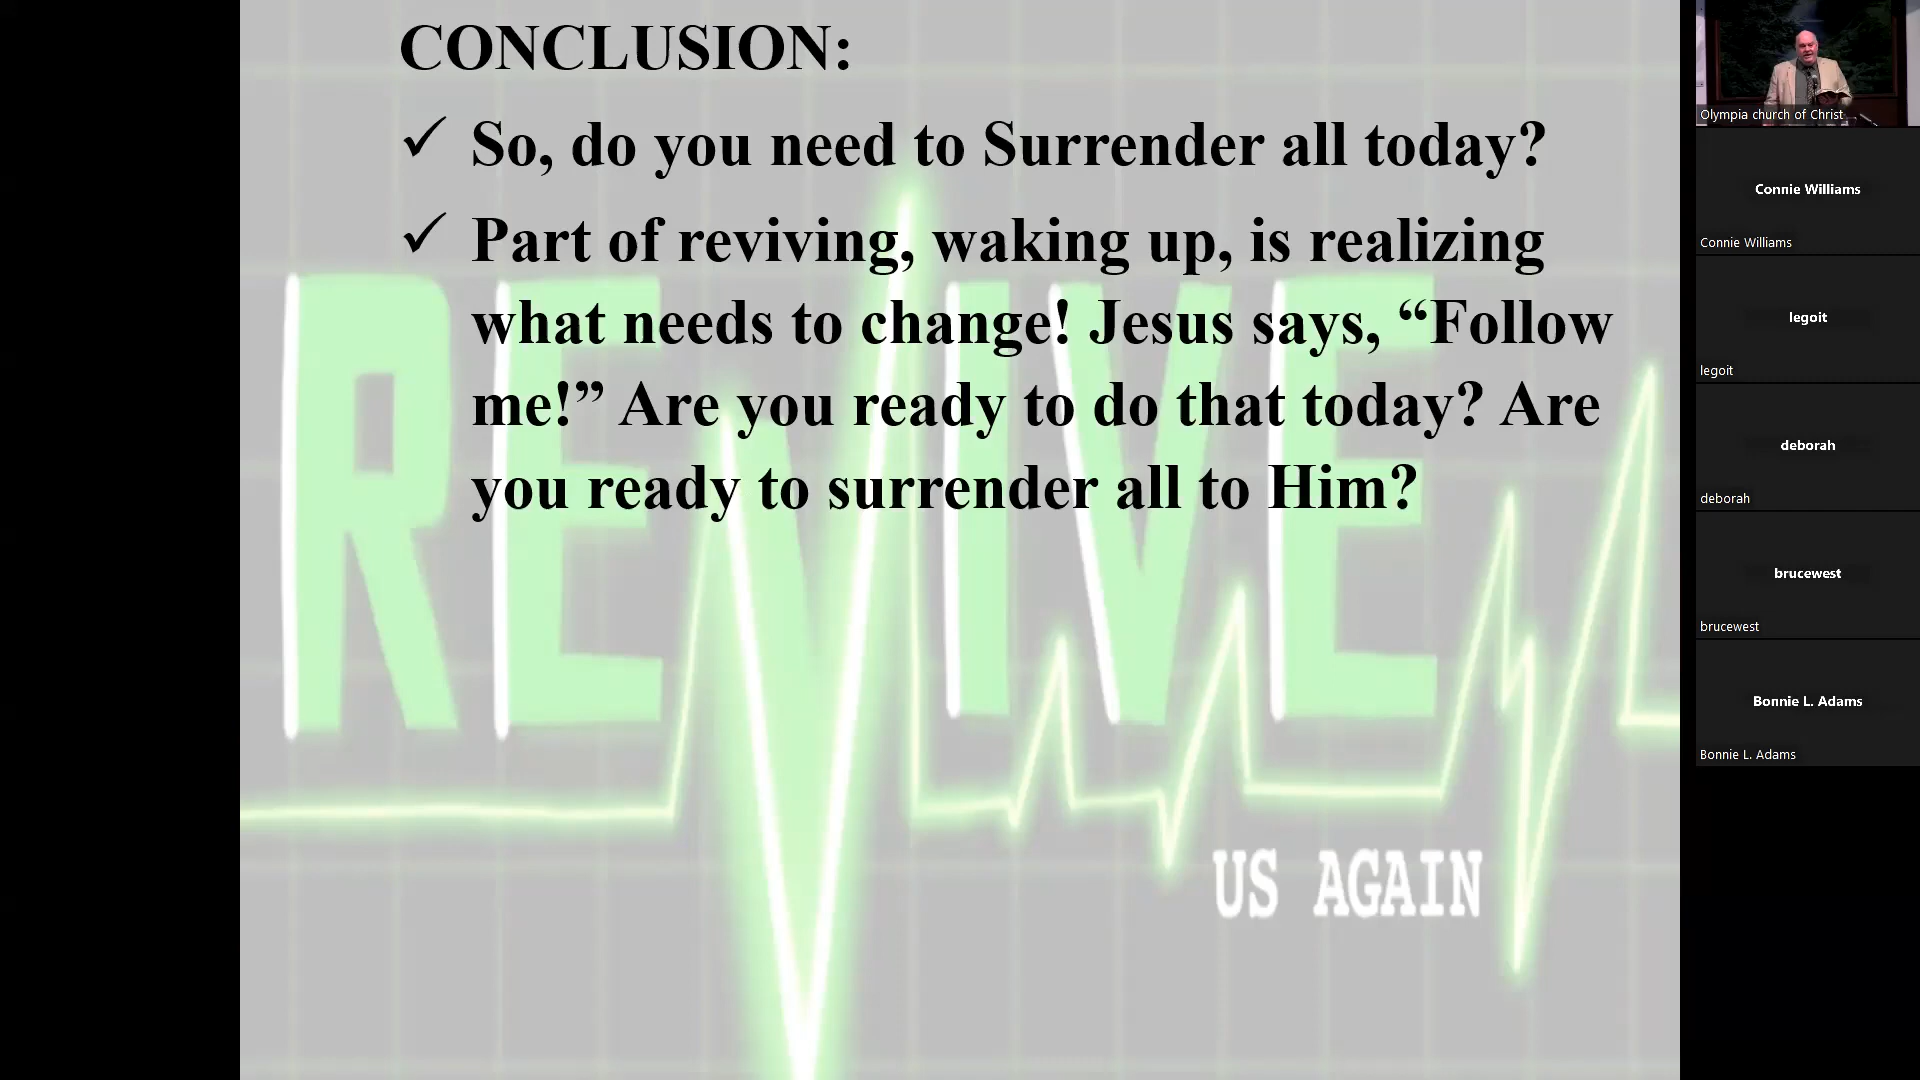 CONCLUSION:
✓ So, do you need to Surrender all today?
✓ Part of reviving, waking up, is realizing
what needs to change! Jesus says, “Follow
me!” Are you ready to do that today? Are
you ready to surrender all to Him?
REVIVE
US AGAIN
Olympia church of Christ
Connie Williams
Connie Williams
legoit
legoit
deborah
deborah
brucewest
brucewest
Bonnie L. Adams
Bonnie L. Adams